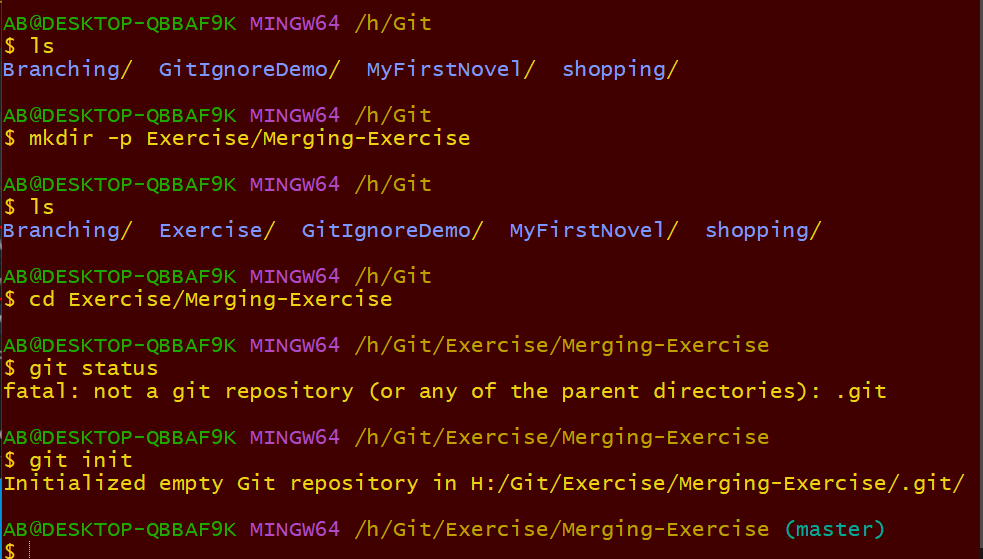 AB@DESKTOP-QBBAF9K MINGW64 /h/Git
$ ls
Branching/  GitIgnoreDemo/  MyFirstNovel/  shopping/
AB@DESKTOP-QBBAF9K MINGW64 /h/Git
$ mkdir -p Exercise/Merging-Exercise
AB@DESKTOP-QBBAF9K MINGW64 /h/Git
$ ls
Branching/  Exercise/  GitIgnoreDemo/  MyFirstNovel/  shopping/
AB@DESKTOP-QBBAF9K MINGW64 /h/Git
$ cd Exercise/Merging-Exercise
AB@DESKTOP-QBBAF9K MINGW64 /h/Git/Exercise/Merging-Exercise
$ git status
fatal: not a git repository (or any of the parent directories): .git
AB@DESKTOP-QBBAF9K MINGW64 /h/Git/Exercise/Merging-Exercise
$ git init
Initialized empty Git repository in H:/Git/Exercise/Merging-Exercise/.git/
AB@DESKTOP-QBBAF9K MINGW64 /h/Git/Exercise/Merging-Exercise (master)
$